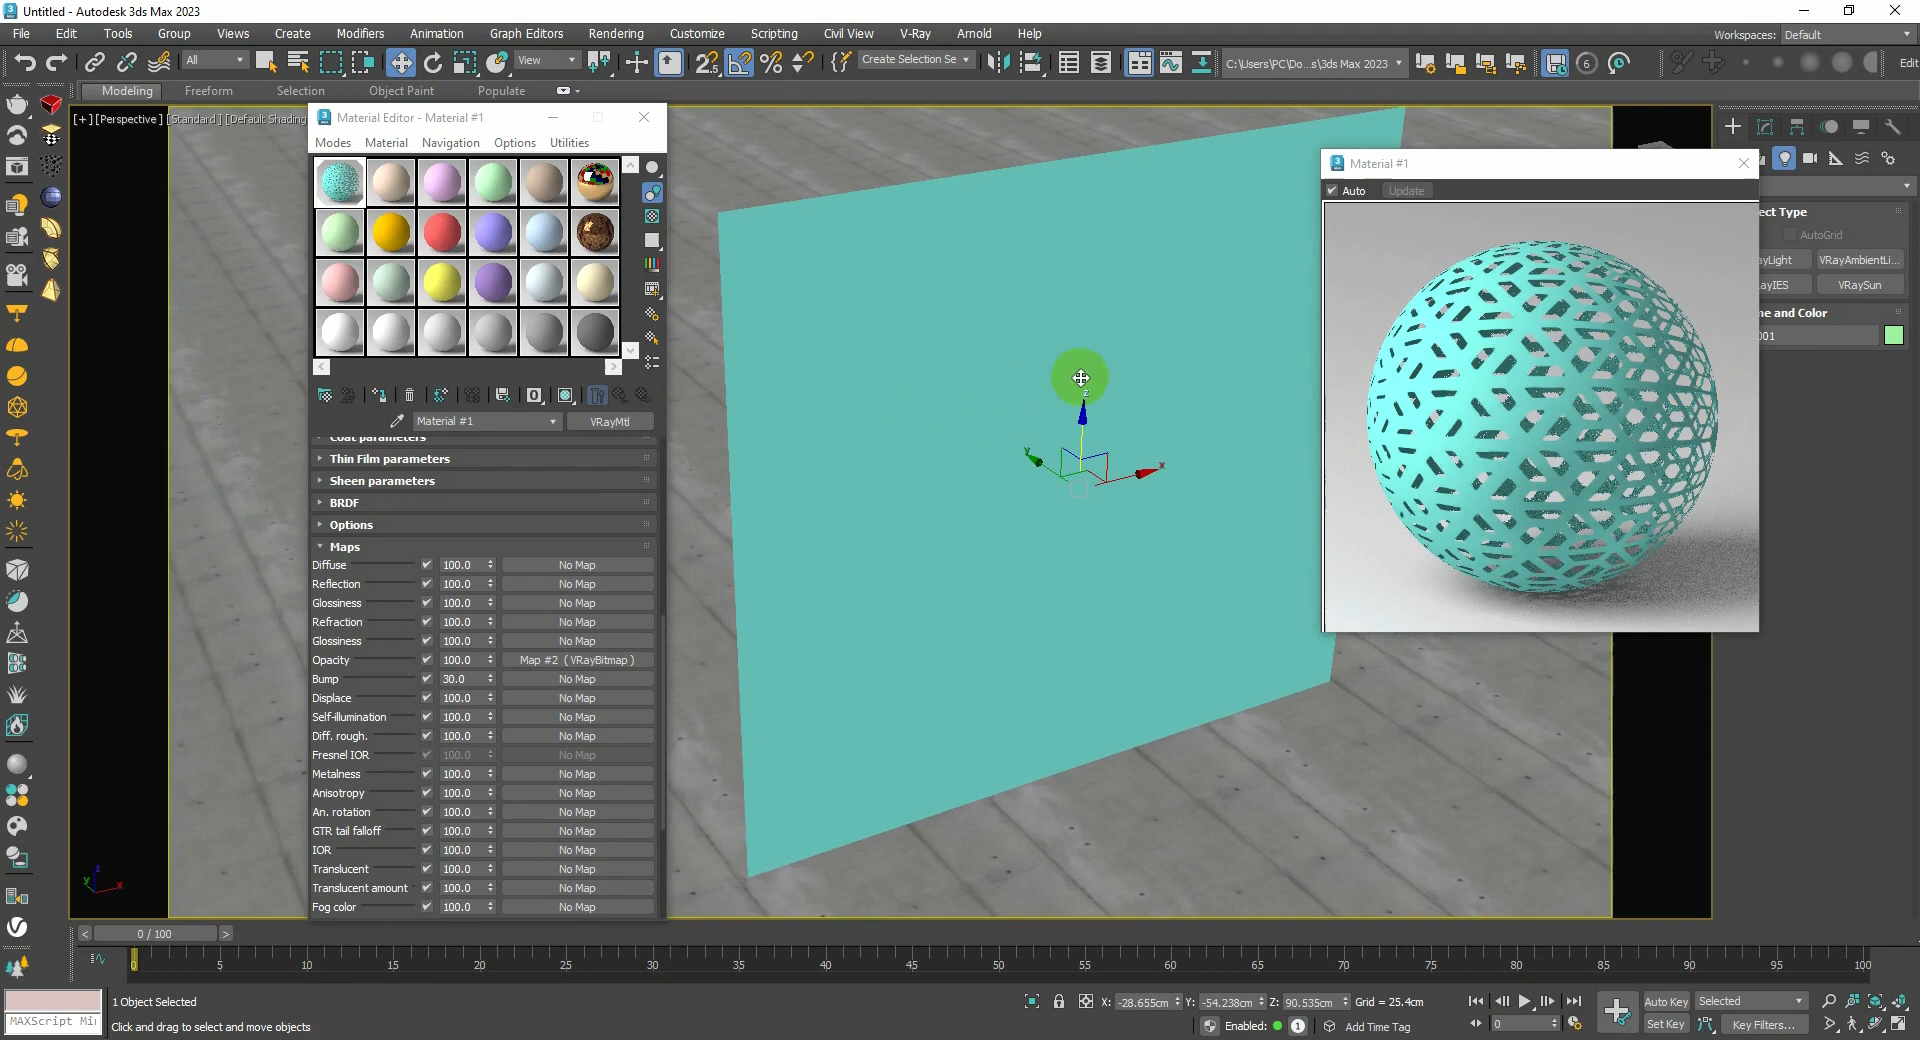 Untitled - Autodesk 3ds Max 2023
File Edit Tools Group Views Create Modifiers Animation Graph Editors Rendering Customize Scripting Civil View V-Ray Arnold Help
Workspaces: Default
All View Create Selection Se C:\Users\PC\Do...s\3ds Max 2023 6 Edit
Modeling Freeform Selection Object Paint Populate
[+] [Perspective ] [Standard ] [Default Shading
Material Editor - Material #1
Modes Material Navigation Options Utilities
Material #1 VRayMtl
Coat parameters
Thin Film parameters
Sheen parameters
BRDF
Options
Maps
Diffuse 100.0 No Map
Reflection 100.0 No Map
Glossiness 100.0 No Map
Refraction 100.0 No Map
Glossiness 100.0 No Map
Opacity 100.0 Map #2 ( VRayBitmap )
Bump 30.0 No Map
Displace 100.0 No Map
Self-illumination 100.0 No Map
Diff. rough. 100.0 No Map
Fresnel IOR 100.0 No Map
Metalness 100.0 No Map
Anisotropy 100.0 No Map
An. rotation 100.0 No Map
GTR tail falloff 100.0 No Map
IOR 100.0 No Map
Translucent 100.0 No Map
Translucent amount 100.0 No Map
Fog color 100.0 No Map
z
y
x
z
y
x
Material #1
Auto Update
ect Type
AutoGrid
ayLight VRayAmbientLi...
ayIES VRaySun
ne and Color
001
< 0 / 100 >
0 5 10 15 20 25 30 35 40 45 50 55 60 65 70 75 80 85 90 95 100
1 Object Selected
MAXScript Mi
Click and drag to select and move objects
X: -28.655cm Y: -54.238cm Z: 90.535cm Grid = 25.4cm
Enabled: 1 Add Time Tag
0
Auto Key Selected
Set Key Key Filters...